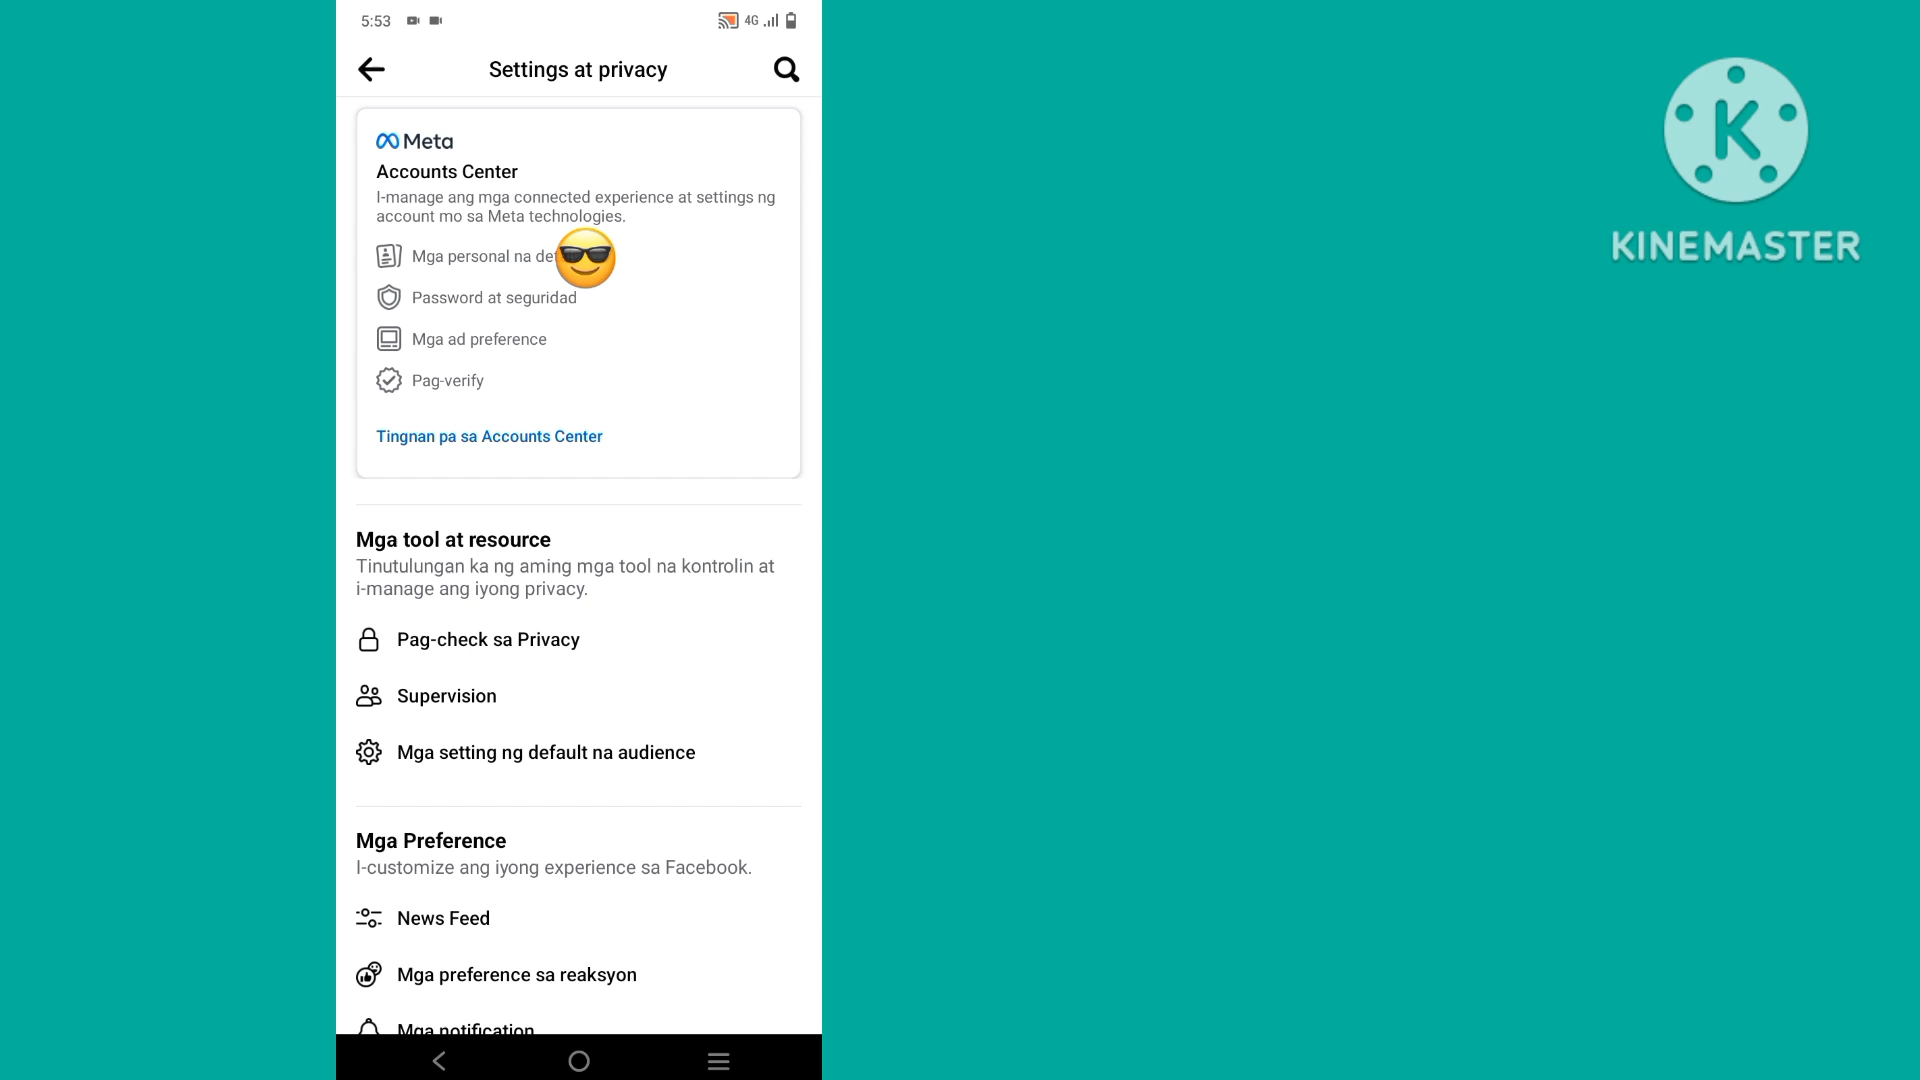 5:53
4G
Settings at privacy
Meta
Accounts Center
I-manage ang mga connected experience at settings ng
account mo sa Meta technologies.
Mga personal na
Password at seguridad
Mga ad preference
Pag-verify
Tingnan pa sa Accounts Center
Mga tool at resource
Tinutulungan ka ng aming mga tool na kontrolin at
i-manage ang iyong privacy.
Pag-check sa Privacy
Supervision
Mga setting ng default na audience
Mga Preference
I-customize ang iyong experience sa Facebook.
News Feed
Mga preference sa reaksyon
Mga notification
K
KINEMASTER